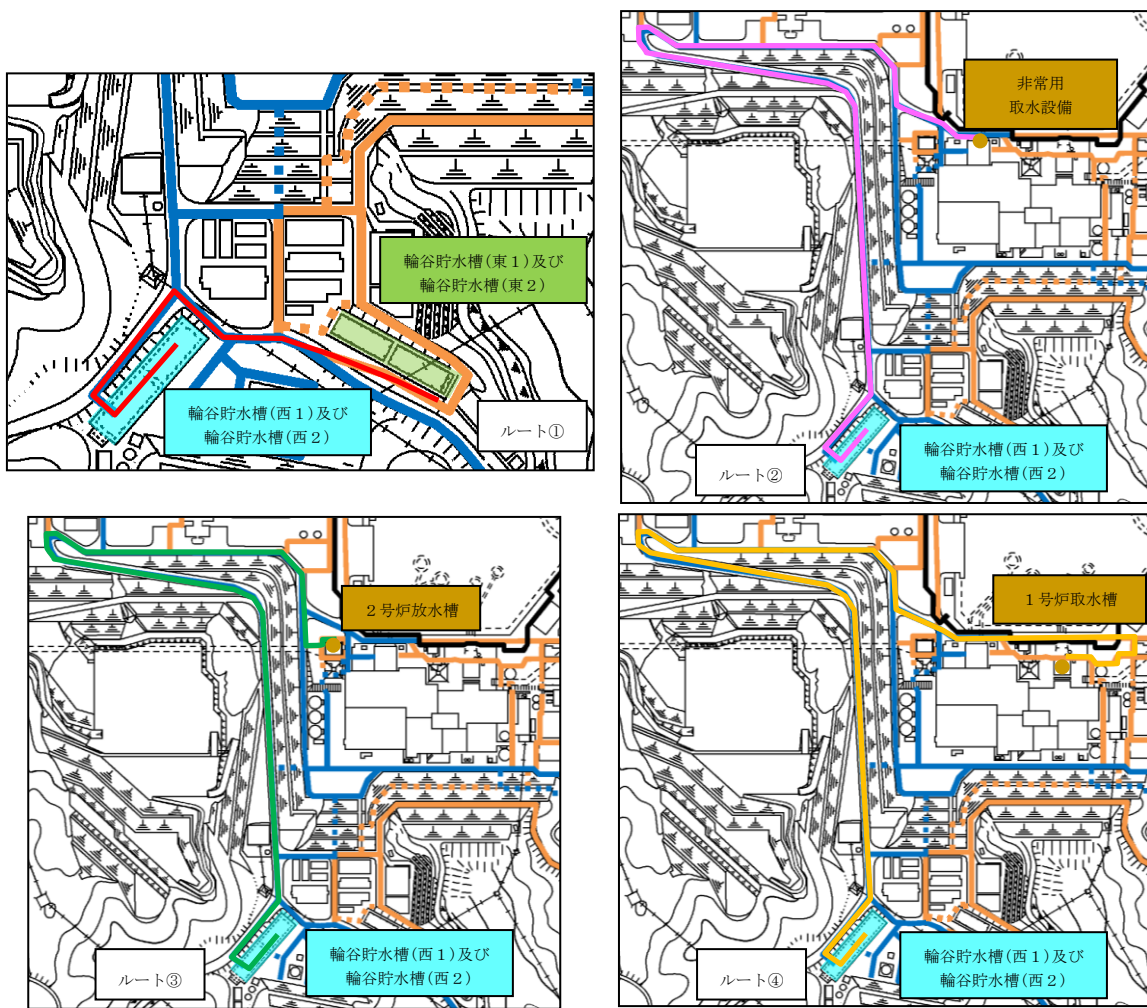 輪谷貯水槽(東1)及び
輪谷貯水槽(東2)
輪谷貯水槽(西1)及び
輪谷貯水槽(西2)
ルート①
非常用
取水設備
輪谷貯水槽(西1)及び
輪谷貯水槽(西2)
ルート②
2号炉放水槽
輪谷貯水槽(西1)及び
輪谷貯水槽(西2)
ルート③
1号炉取水槽
輪谷貯水槽(西1)及び
輪谷貯水槽(西2)
ルート④